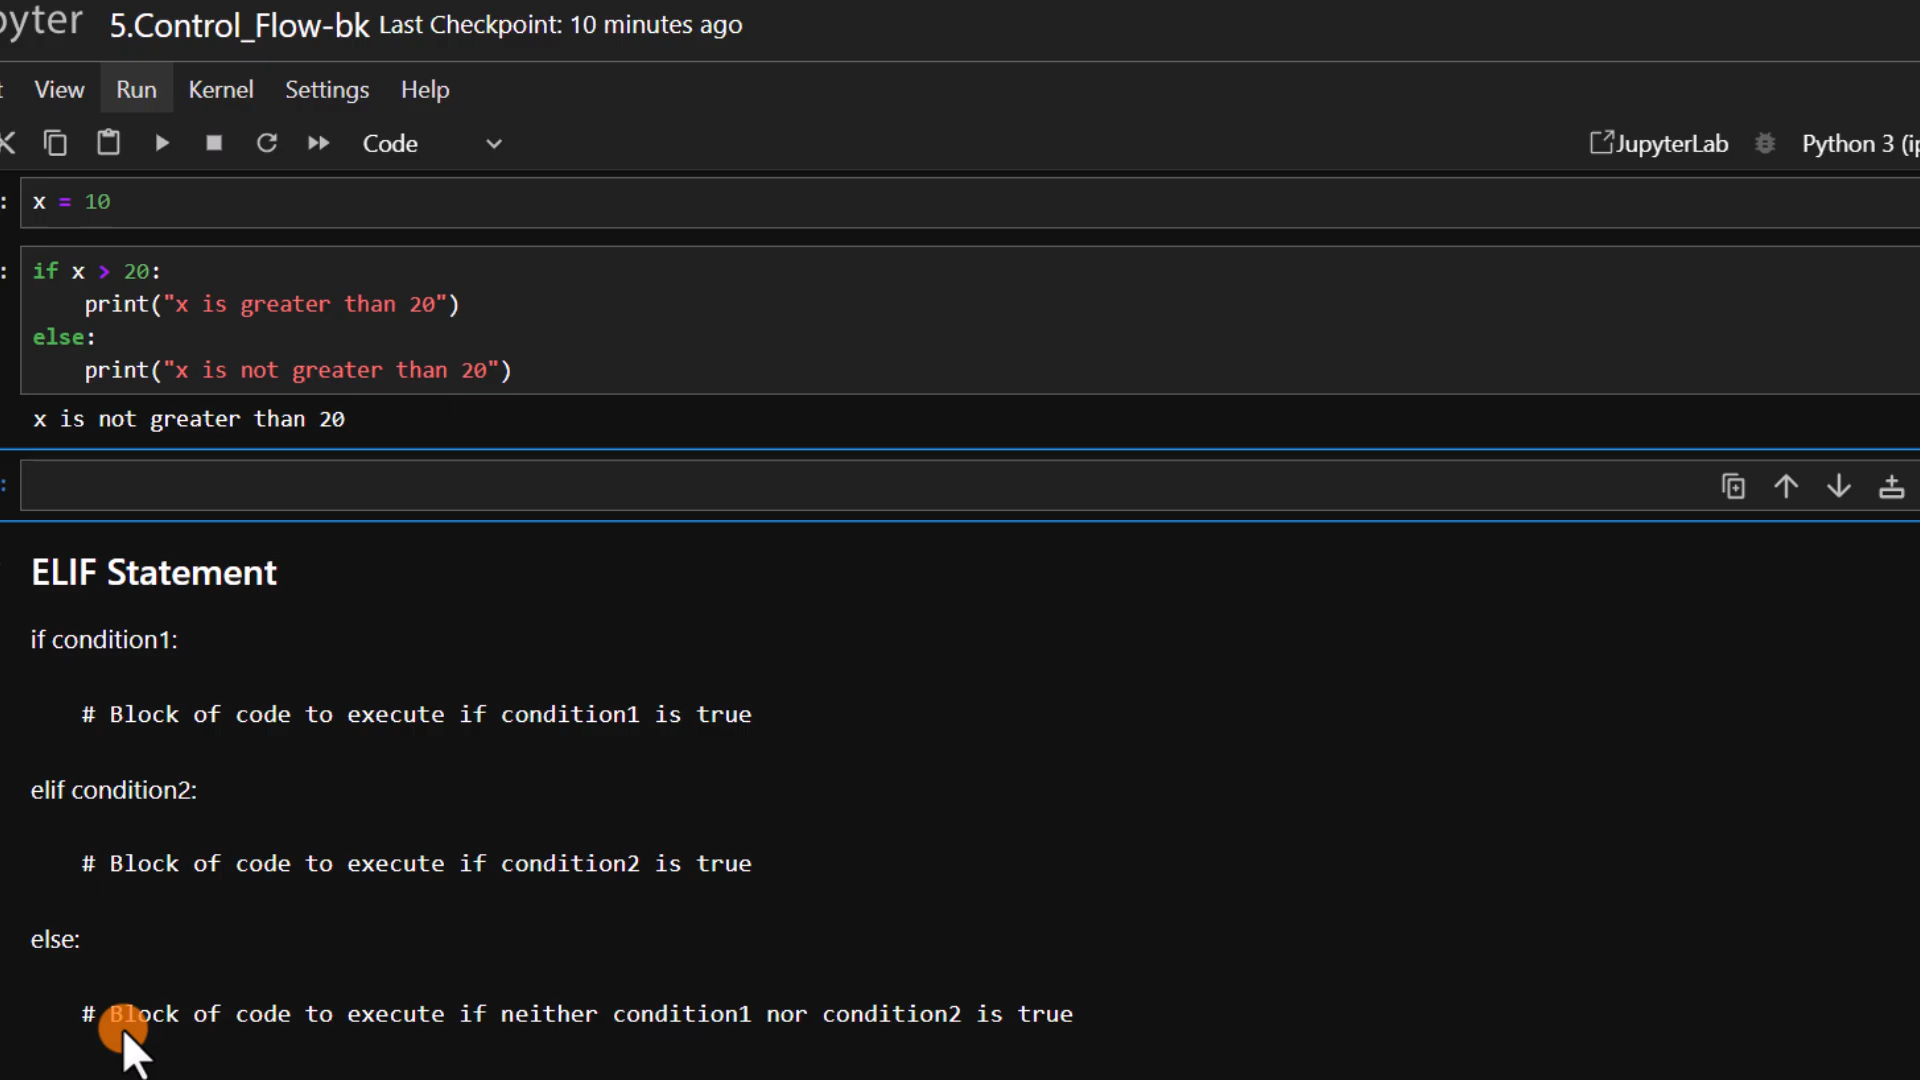 pyter 5.Control_Flow-bk Last Checkpoint: 10 minutes ago
t View Run Kernel Settings Help
Code JupyterLab Python 3 (ip
: x = 10
: if x > 20:
print("x is greater than 20")
else:
print("x is not greater than 20")
x is not greater than 20
:
ELIF Statement
if condition1:
# Block of code to execute if condition1 is true
elif condition2:
# Block of code to execute if condition2 is true
else:
# Block of code to execute if neither condition1 nor condition2 is true